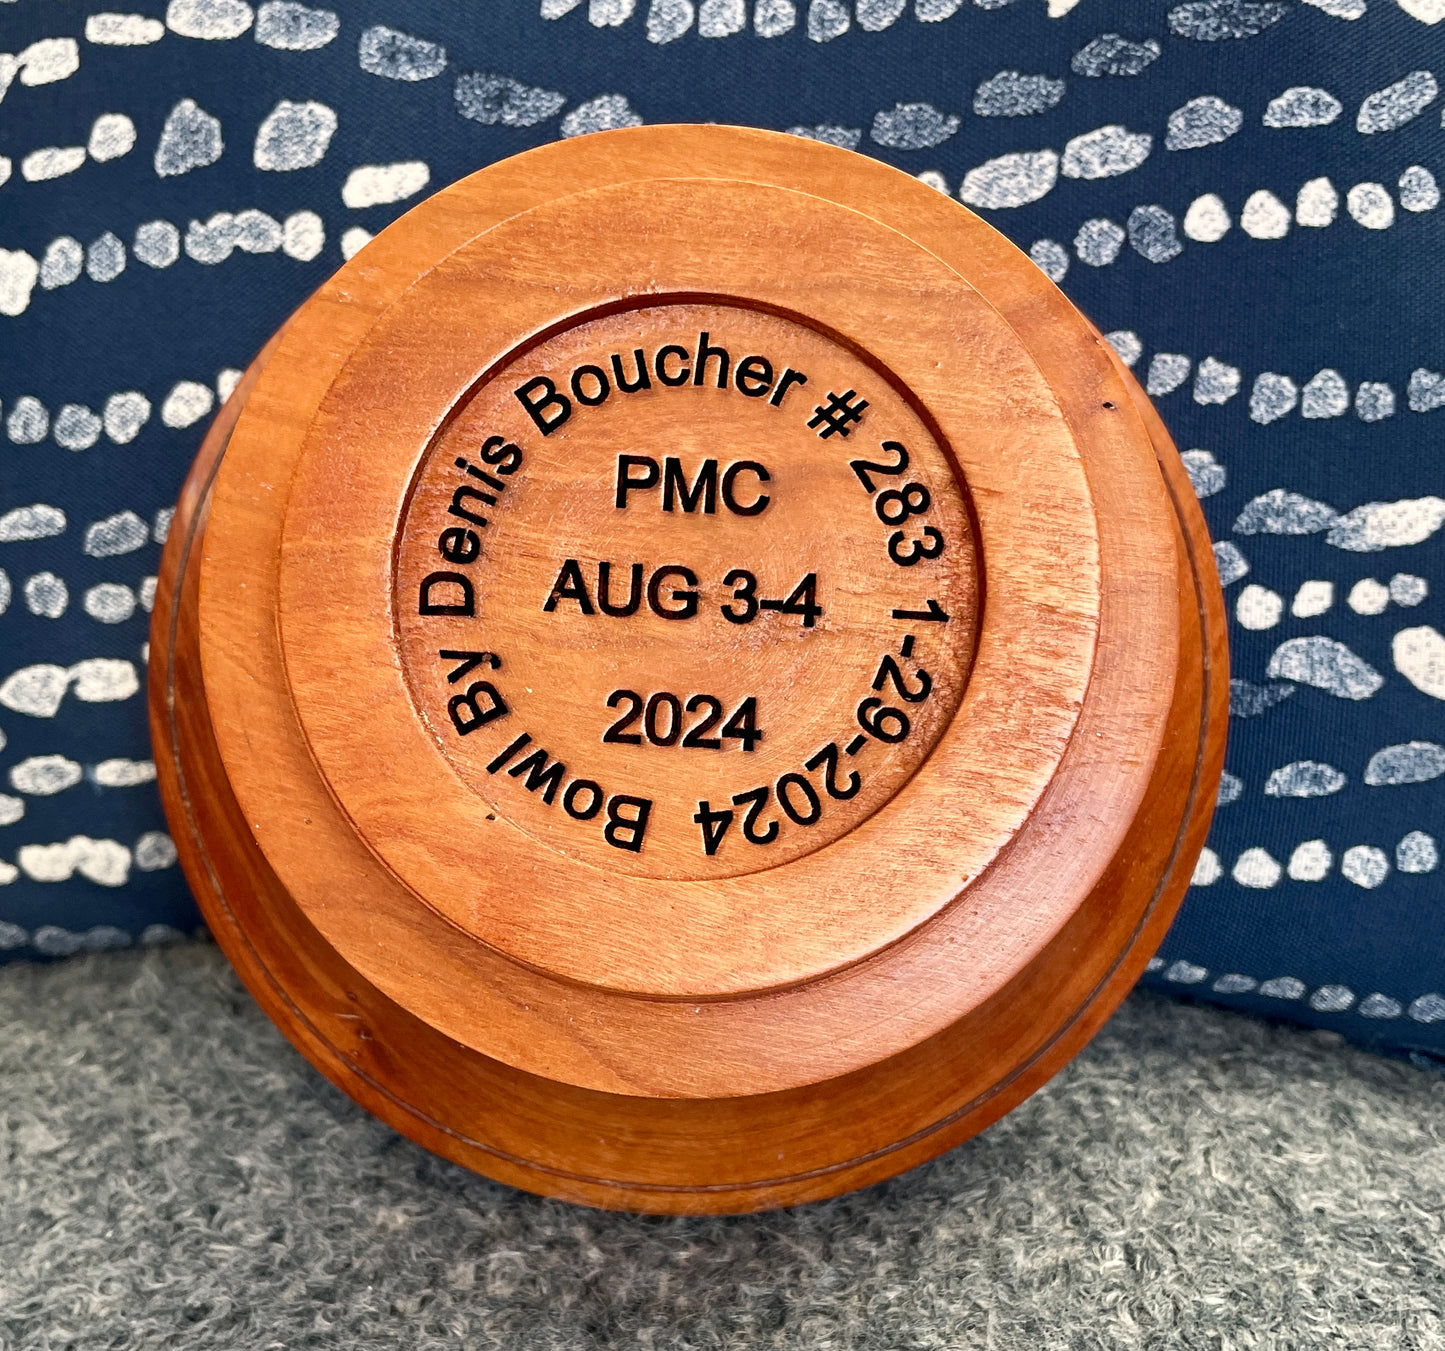 Bowl By Denis Boucher # 283 1-29-2024
PMC
AUG 3-4
2024